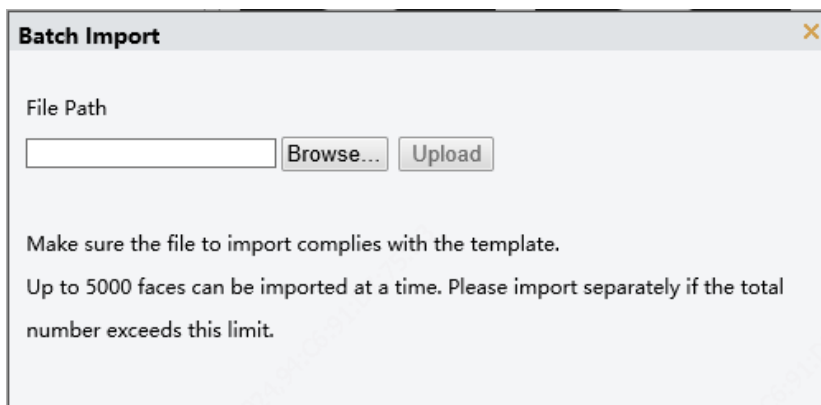 Batch Import
File Path
Browse... Upload
Make sure the file to import complies with the template.
Up to 5000 faces can be imported at a time. Please import separately if the total
number exceeds this limit.